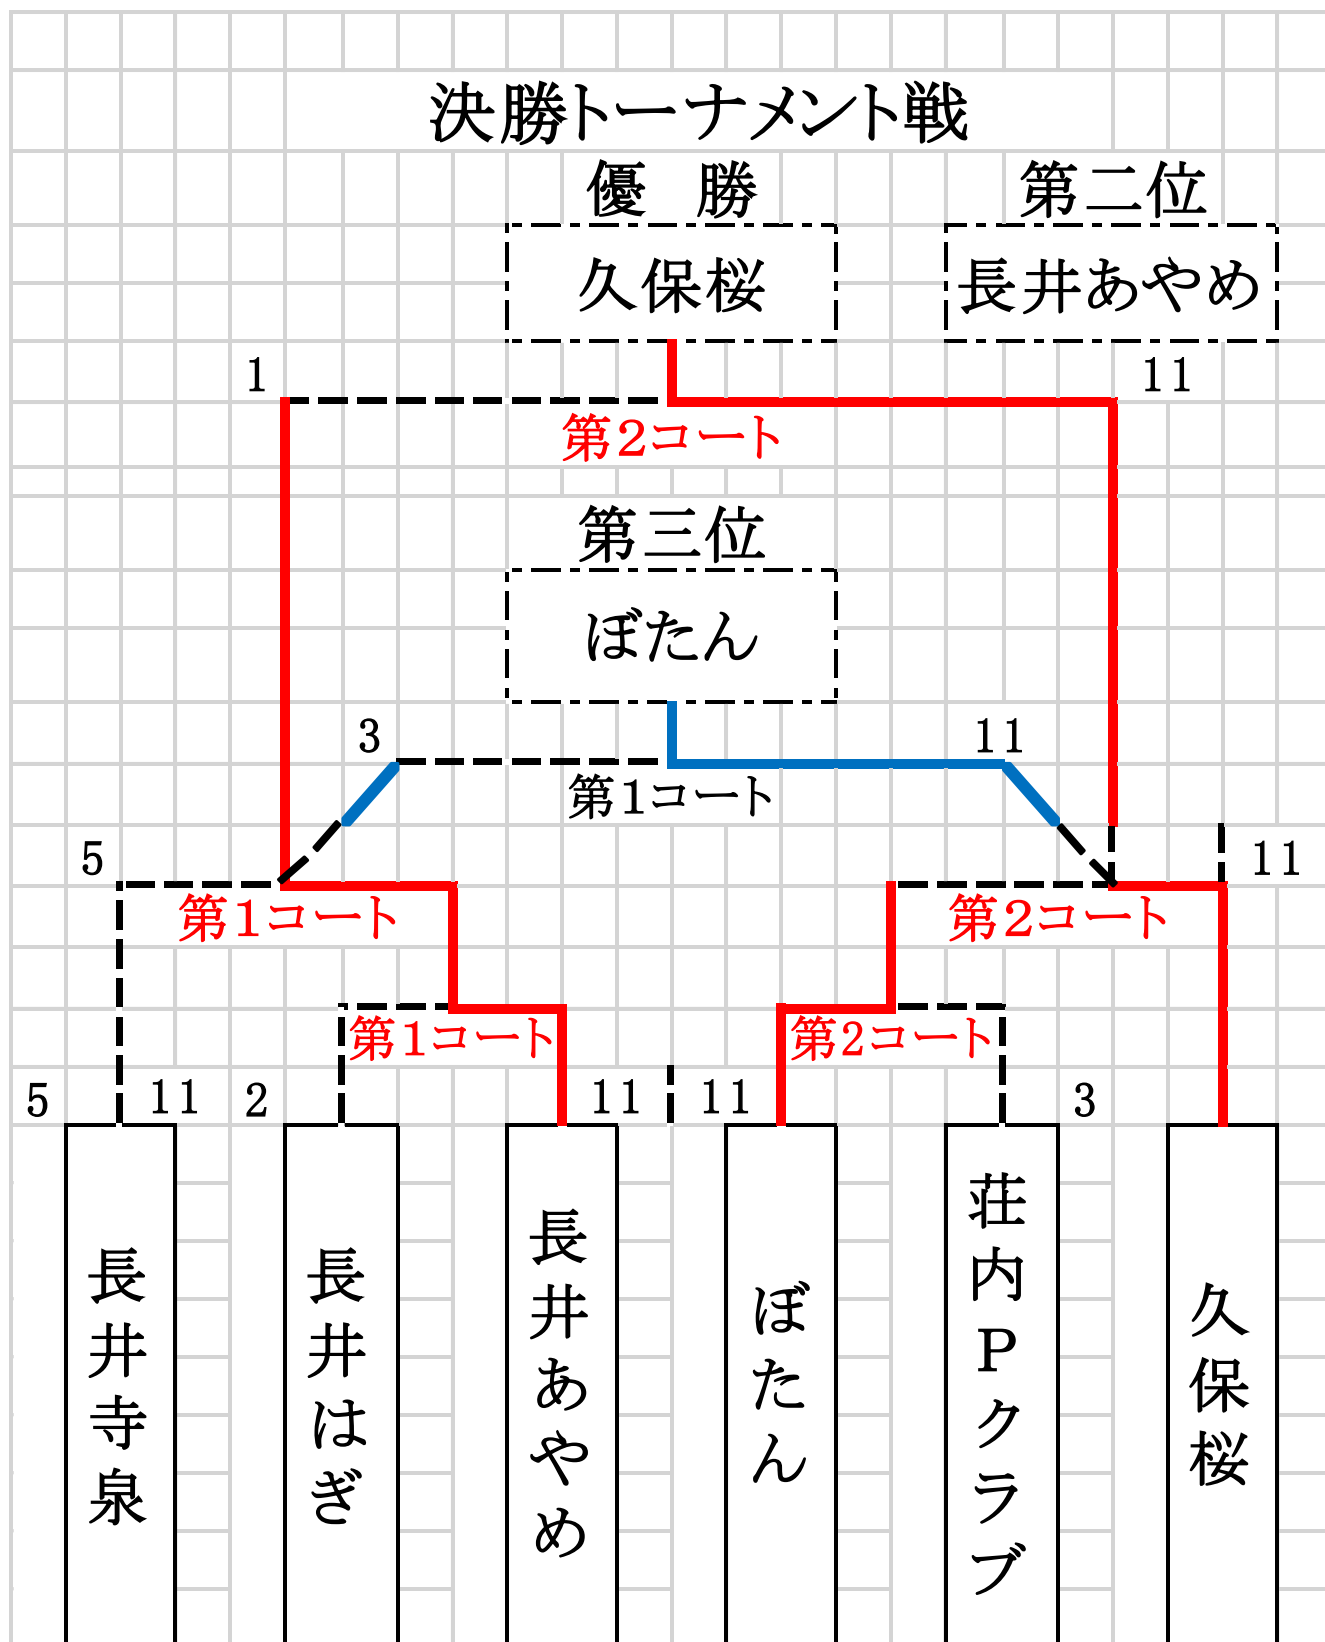 決勝トーナメント戦
優　勝
第二位
久保桜
長井あやめ
1
11
第2コート
第三位
ぼたん
3
11
第1コート
5
11
第1コート
第2コート
第1コート
第2コート
5
11
2
11
11
3
長井寺泉
長井はぎ
長井あやめ
ぼたん
荘内Pクラブ
久保桜